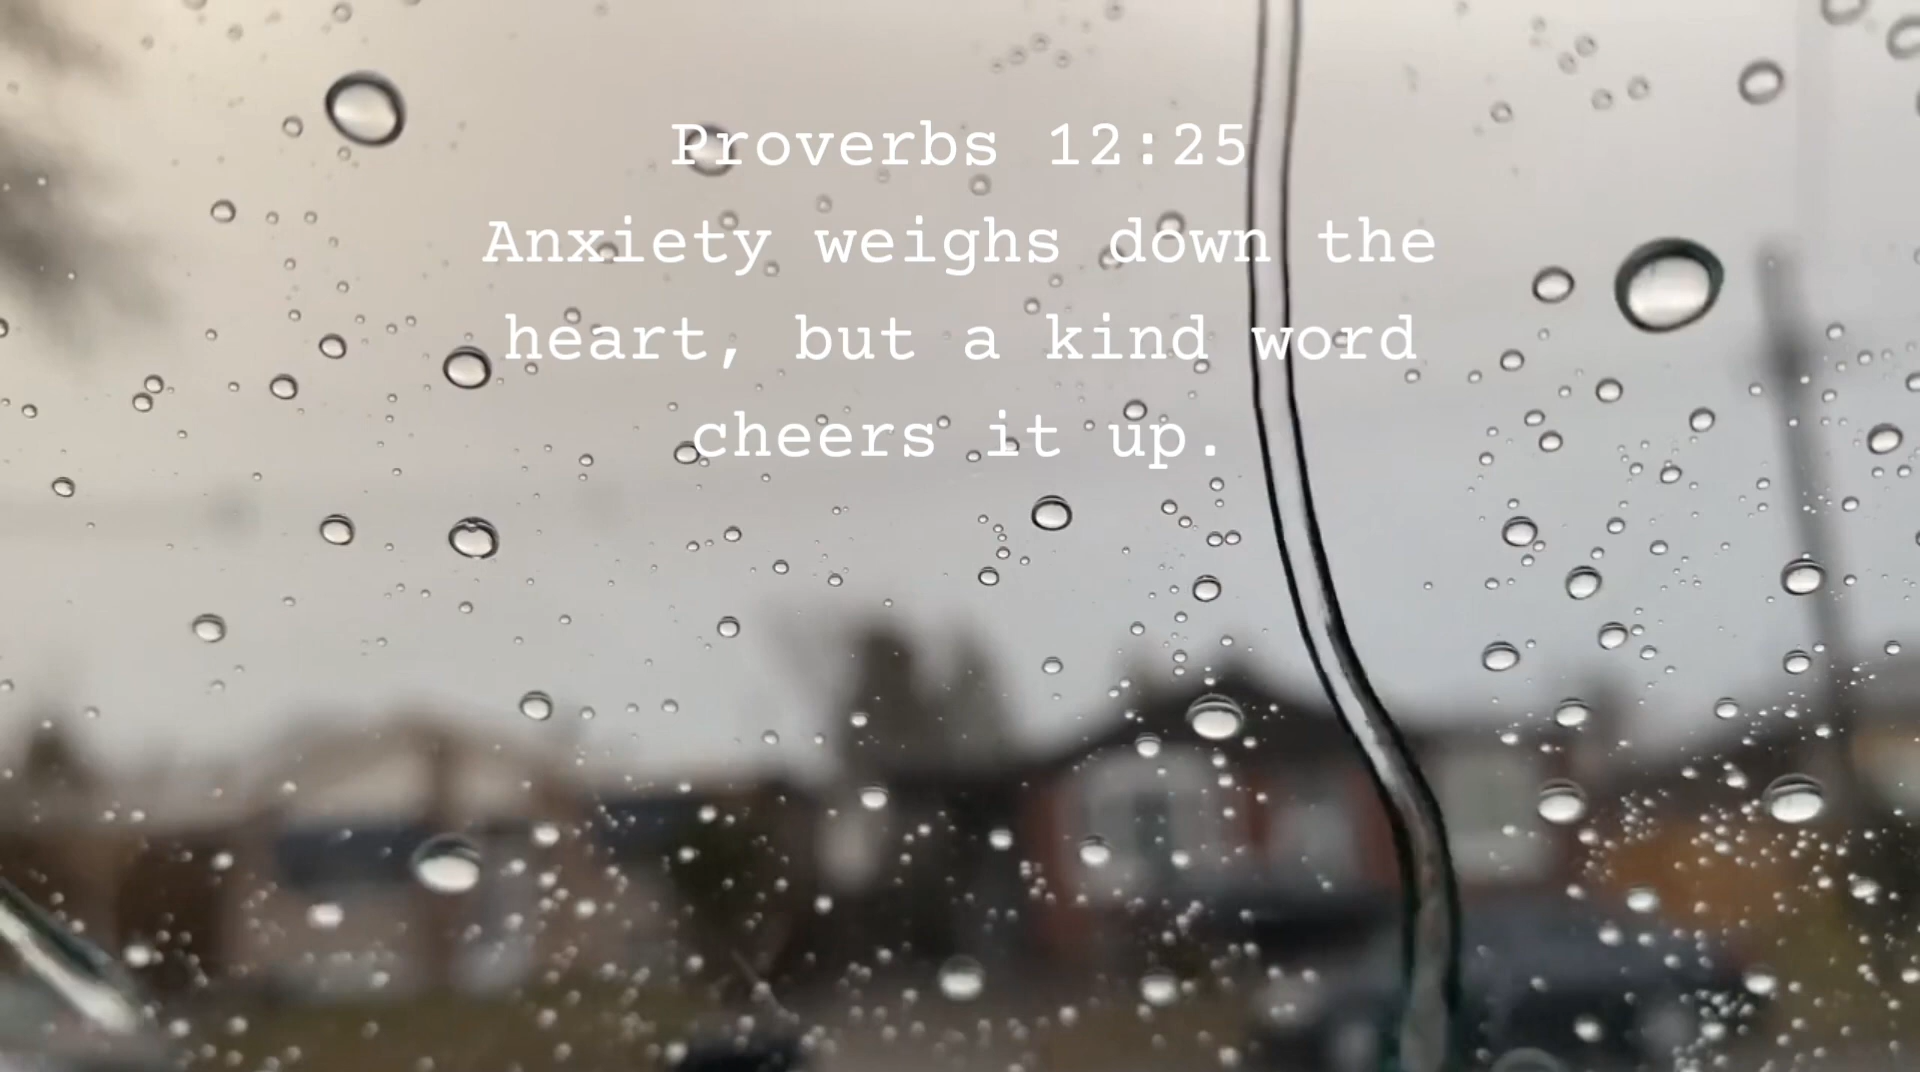 Proverbs 12:25
Anxiety weighs down the
heart, but a kind word
cheers it up.